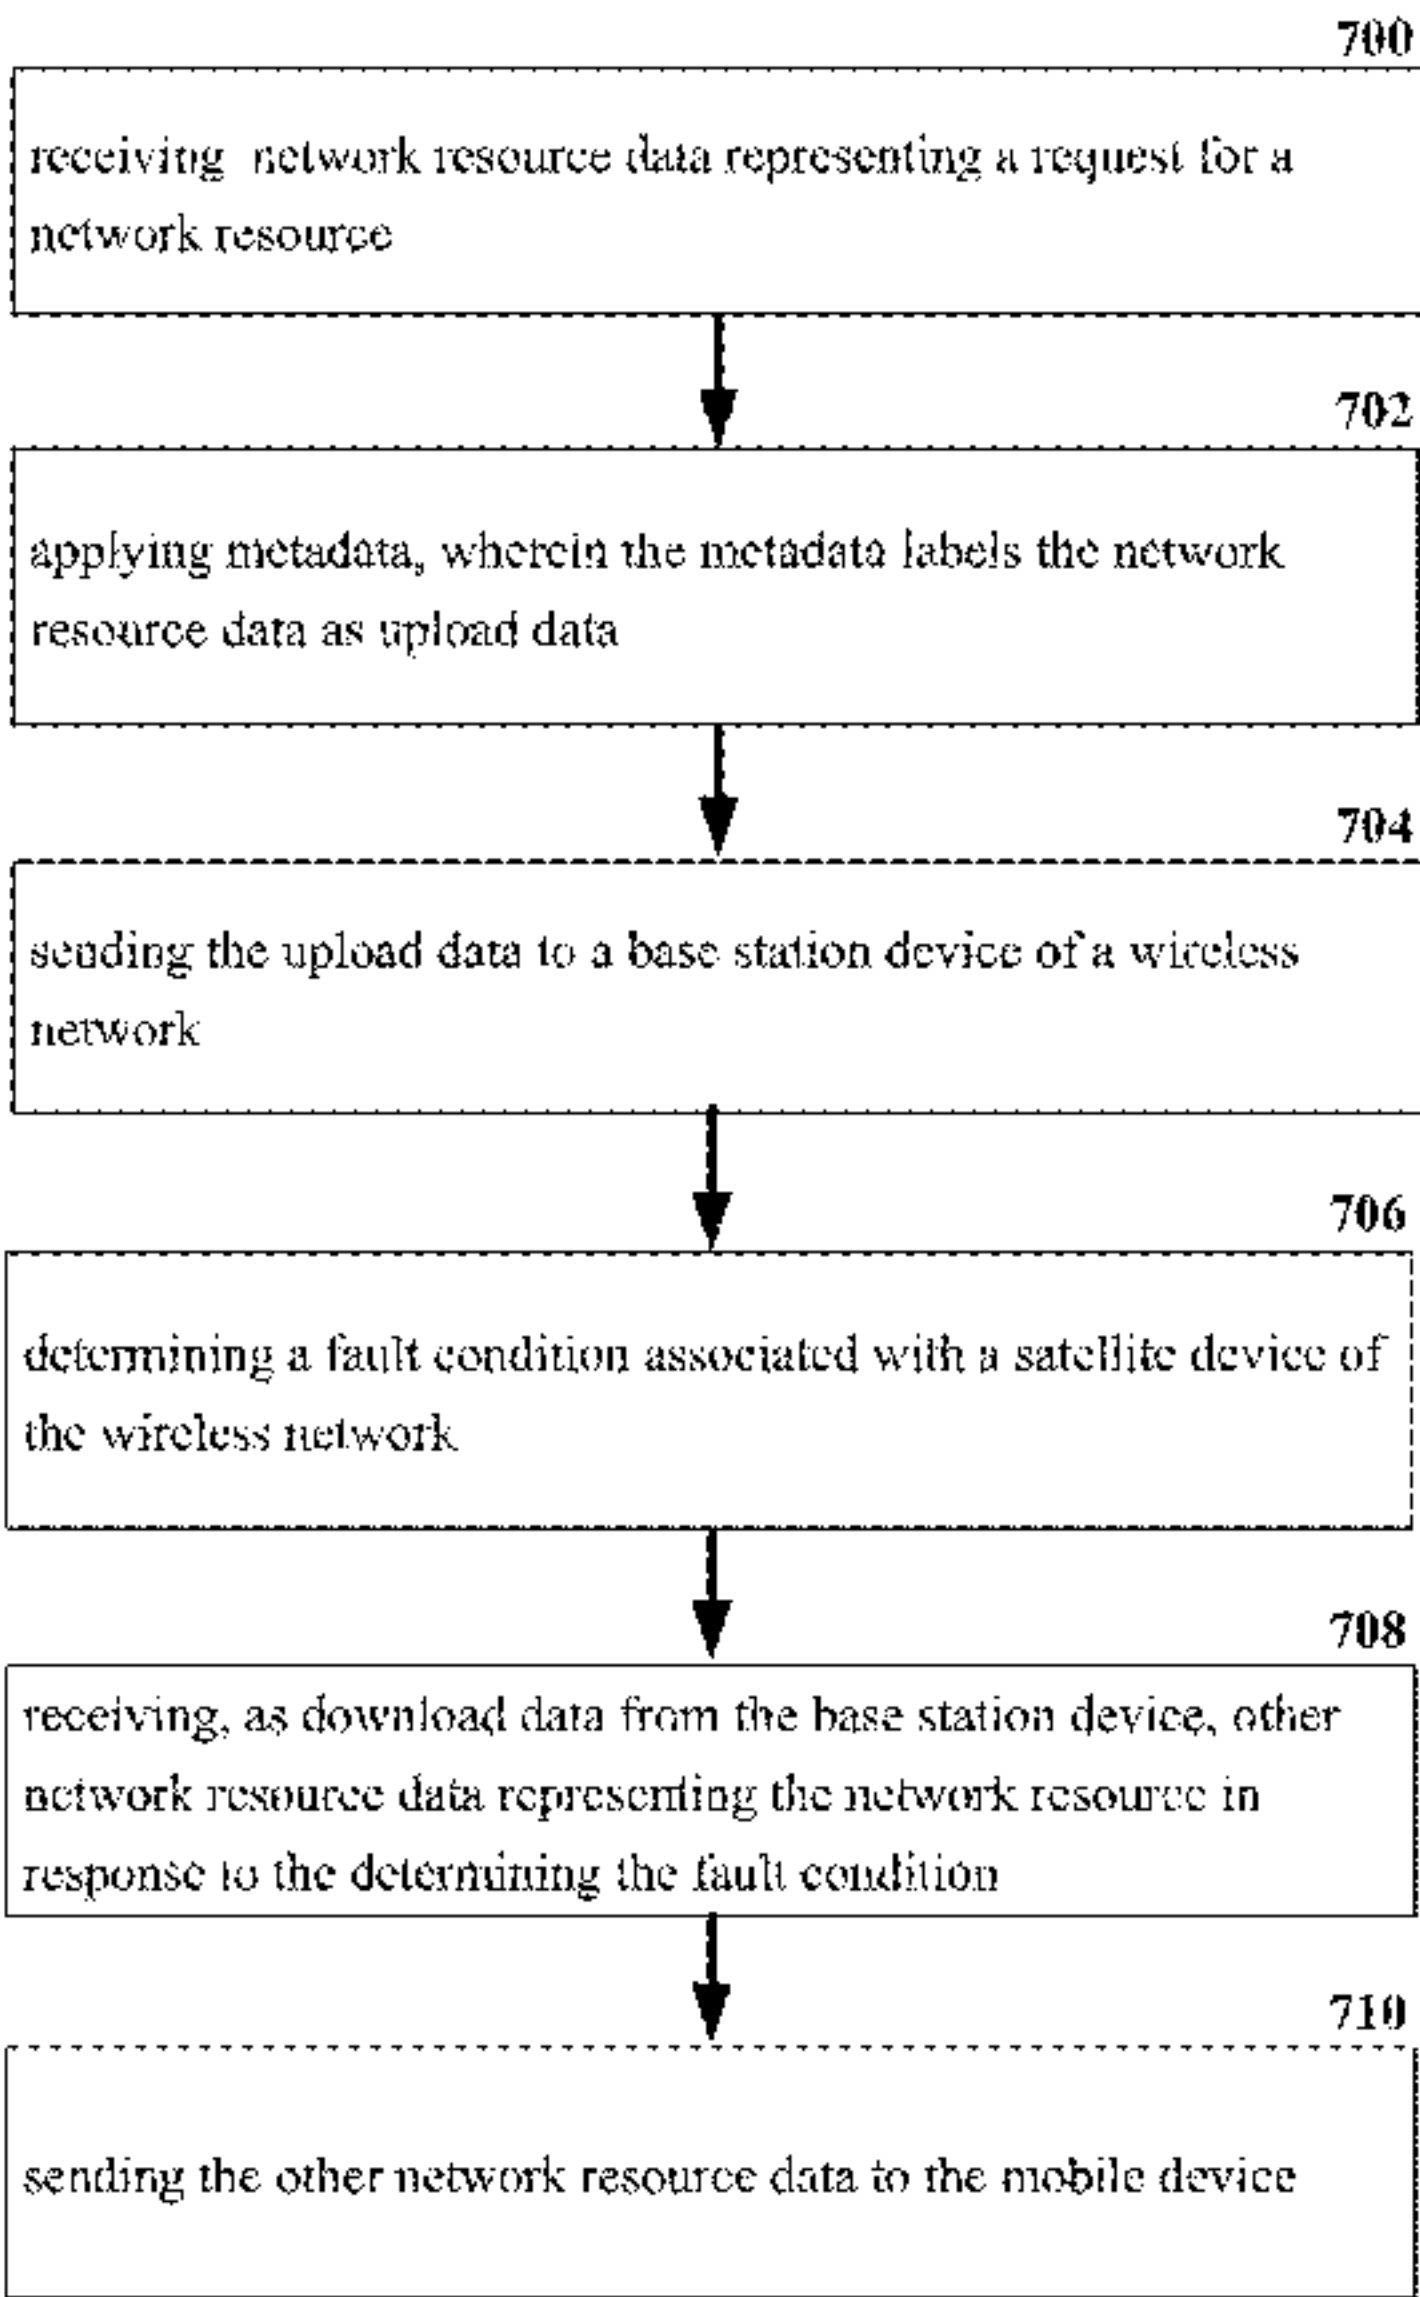 700
receiving network resource data representing a request for a
network resource
702
applying metadata, wherein the metadata labels the network
resource data as upload data
704
sending the upload data to a base station device of a wireless
network
706
determining a fault condition associated with a satellite device of
the wireless network
708
receiving, as download data from the base station device, other
network resource data representing the network resource in
response to the determining the fault condition
710
sending the other network resource data to the mobile device